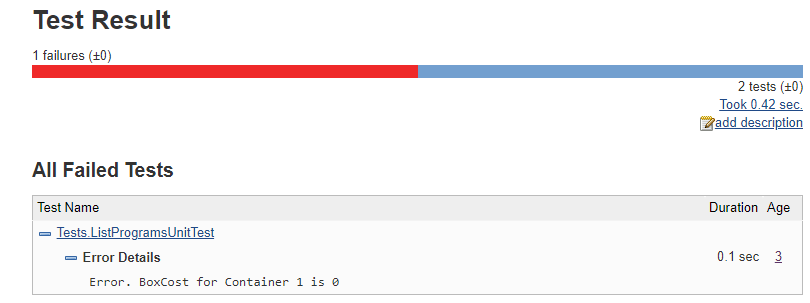 Test Result
1 failures (±0)
2 tests (±0)
Took 0.42 sec.
add description
All Failed Tests
Test Name Duration Age
Tests.ListProgramsUnitTest
Error Details 0.1 sec 3
Error. BoxCost for Container 1 is 0